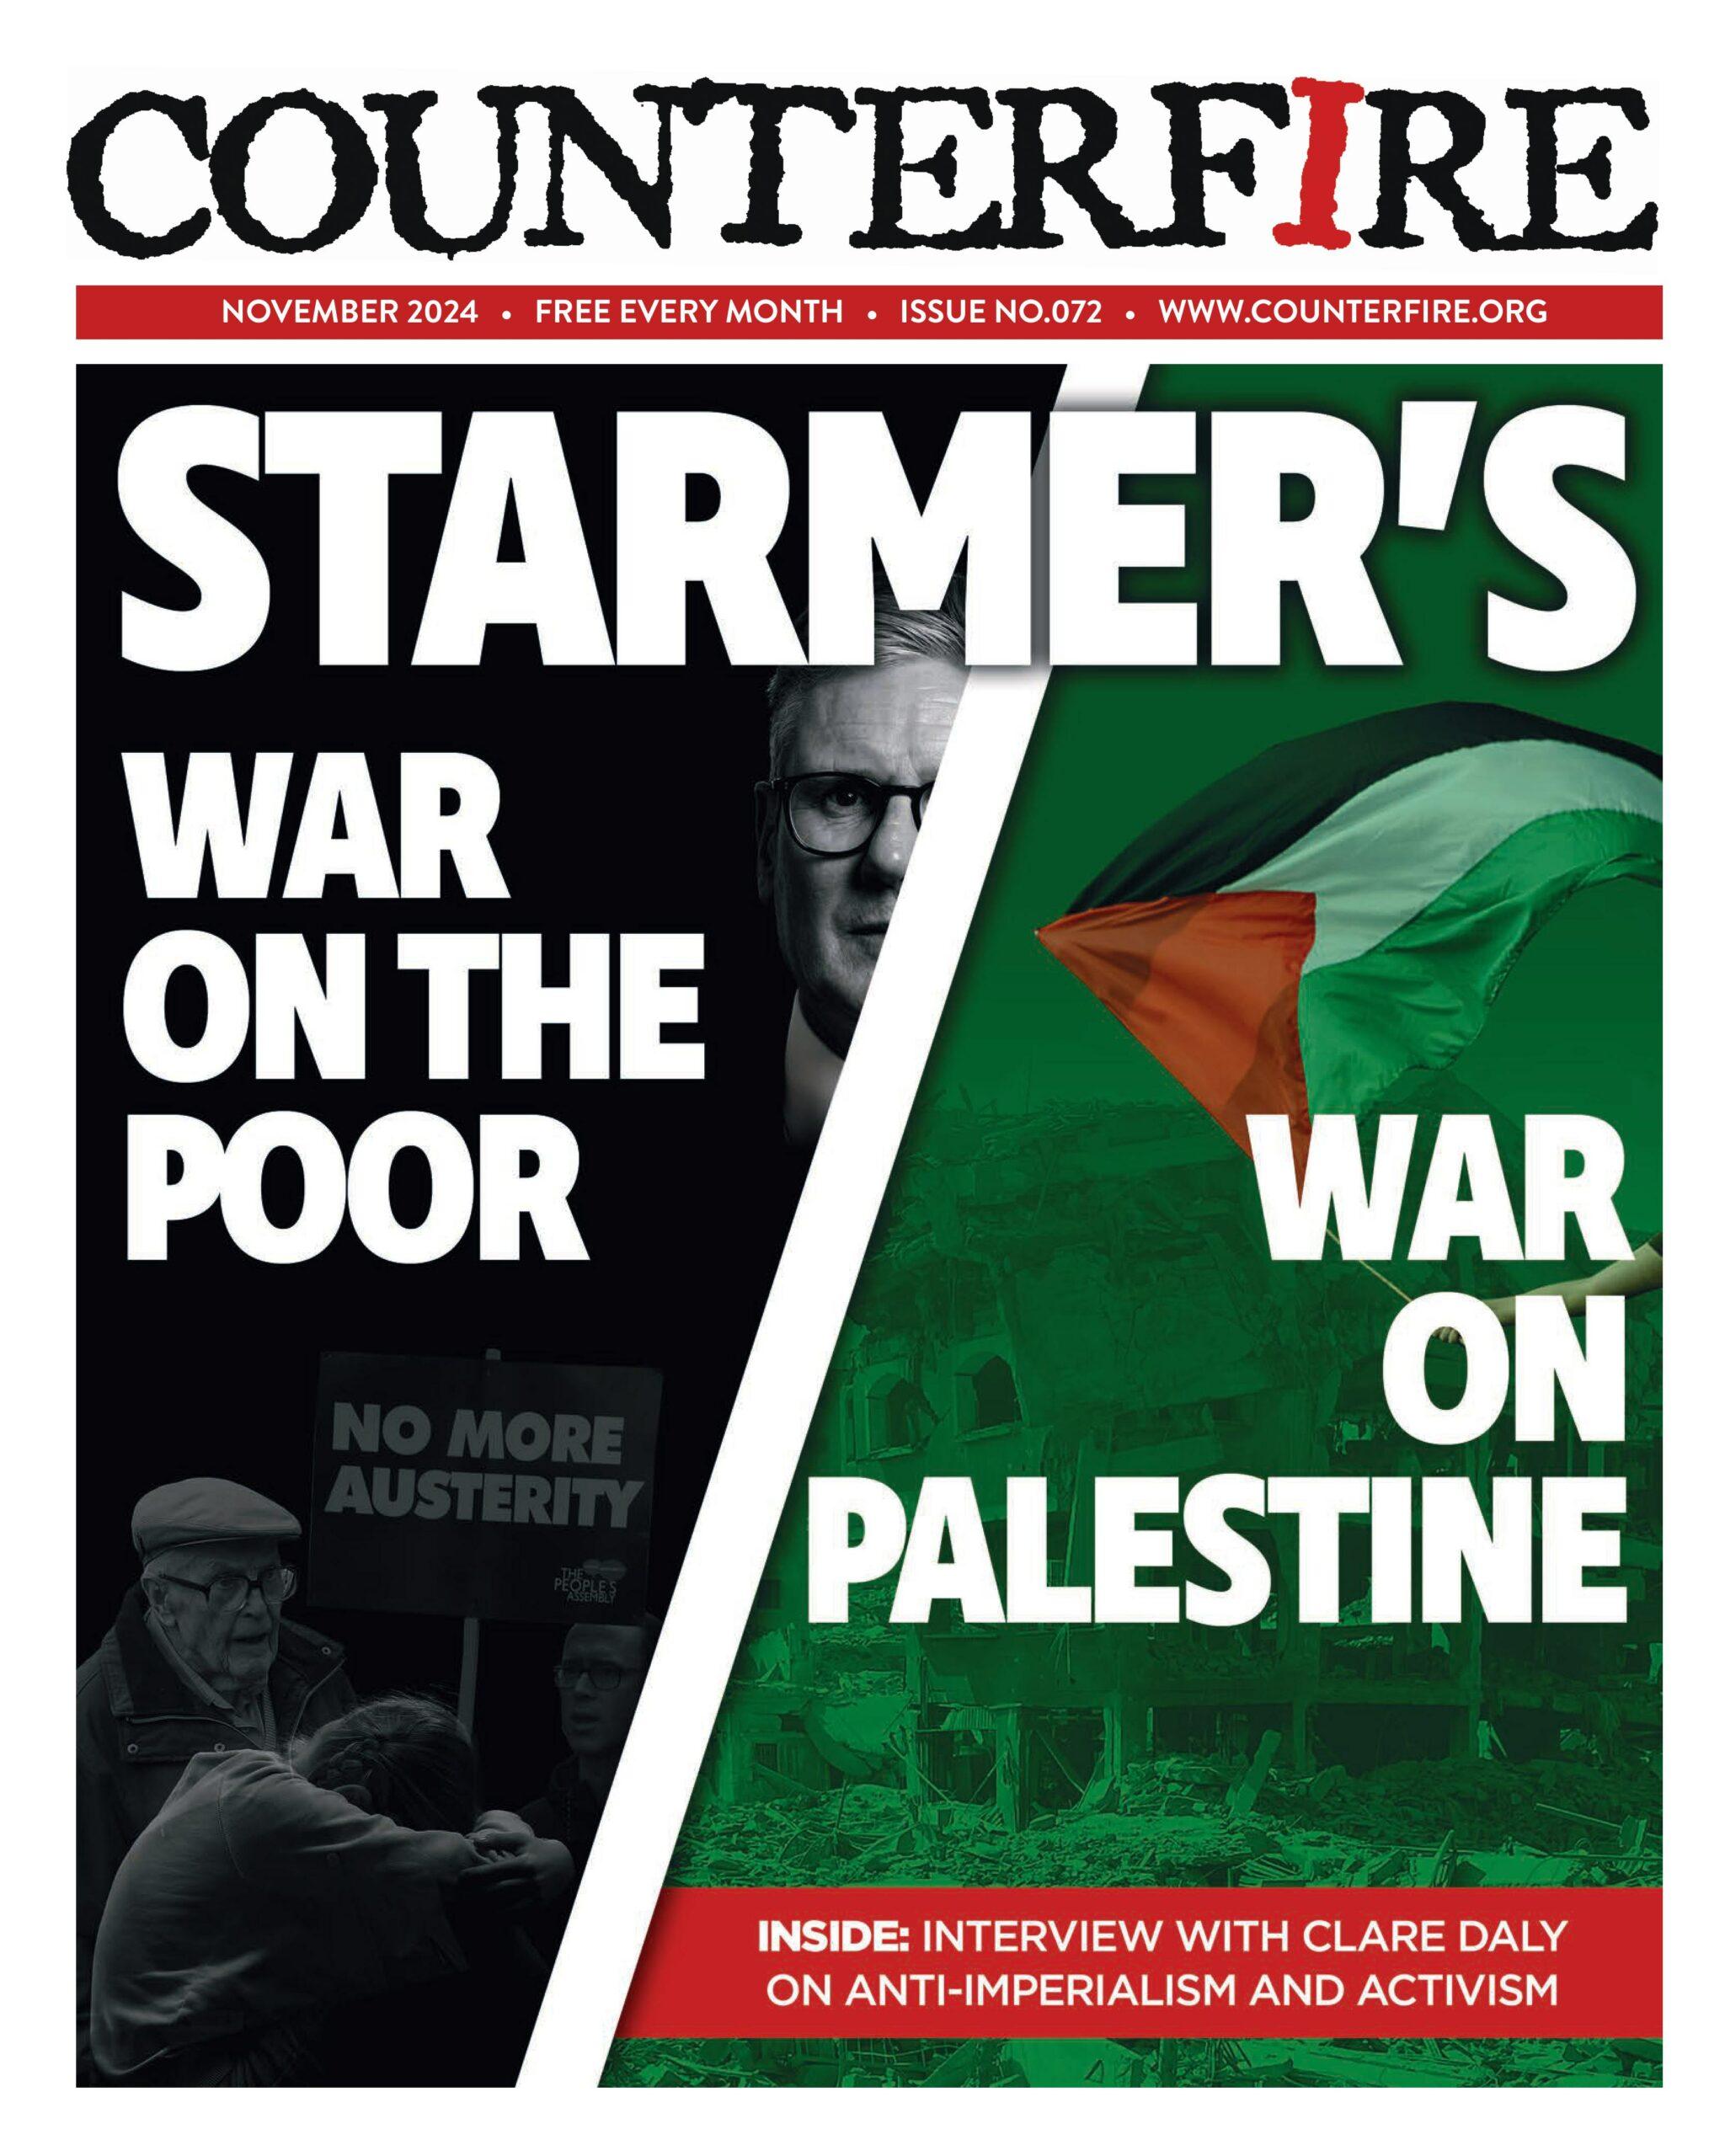 COUNTERFIRE
NOVEMBER 2024 • FREE EVERY MONTH • ISSUE NO.072 • WWW.COUNTERFIRE.ORG
STARMER'S
WAR
ON THE
POOR
WAR
ON
PALESTINE
NO MORE
AUSTERITY
THE
PEOPLE'S
ASSEMBLY
INSIDE: INTERVIEW WITH CLARE DALY
ON ANTI-IMPERIALISM AND ACTIVISM